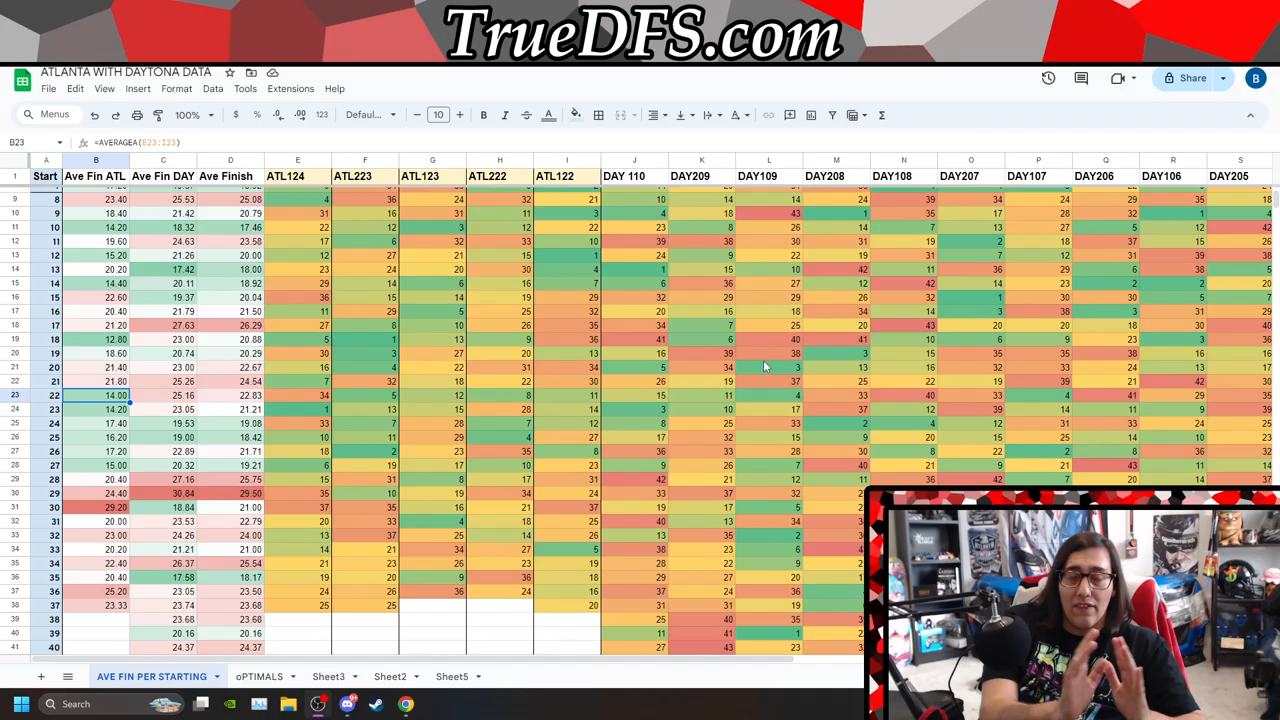 TrueDFS.com
ATLANTA WITH DAYTONA DATA
File Edit View Insert Format Data Tools Extensions Help
Share B
Menus 100% $ % .0 .00 123 Defaul... 10 B I A Σ
B23 =AVERAGEA(E23:I23)
A B C D E F G H I J K L M N O P Q R S
1 Start Ave Fin ATL Ave Fin DAY Ave Finish ATL124 ATL223 ATL123 ATL222 ATL122 DAY 110 DAY209 DAY109 DAY208 DAY108 DAY207 DAY107 DAY206 DAY106 DAY205
9 8 23.40 25.53 25.08 4 36 24 32 21 10 14 14 24 39 34 24 29 35 18
10 9 18.40 21.42 20.79 31 16 31 11 3 4 18 43 1 35 17 28 32 1 4
11 10 14.20 18.32 17.46 22 12 3 12 22 23 8 26 14 7 13 27 5 12 42
12 11 19.60 24.63 23.58 17 6 32 33 10 39 38 30 31 19 2 18 37 15 26
13 12 15.20 21.26 20.00 12 27 21 15 1 24 9 22 19 31 7 12 31 39 38
14 13 20.20 17.42 18.00 23 24 20 30 4 1 15 10 42 11 36 29 6 38 5
15 14 14.40 20.11 18.92 29 14 6 16 7 6 36 27 12 42 14 23 2 2 20
16 15 22.60 19.37 20.04 36 15 14 19 29 32 29 29 26 32 1 30 30 5 7
17 16 20.40 21.79 21.50 11 29 5 25 32 20 16 18 34 14 3 38 3 31 29
18 17 21.20 27.63 26.29 27 8 10 26 35 34 7 25 20 43 20 20 18 30 40
19 18 12.80 23.00 20.88 5 1 13 9 36 41 6 40 41 10 6 9 23 3 36
20 19 18.60 20.74 20.29 30 3 27 20 13 16 39 38 3 15 35 35 38 16 16
21 20 21.40 23.00 22.67 16 4 22 31 34 5 34 3 13 16 24 34 24 13 17
22 21 21.80 25.26 24.54 7 32 18 22 30 26 19 37 16 28 18 39 21 42 30
23 22 14.00 25.16 22.83 34 5 12 8 11 15 11 4 33 22 19 6 41 29 35
24 23 14.20 23.05 21.21 1 13 15 28 14 3 10 17 37 12 39 14 11 9 39
25 24 17.40 19.53 19.08 33 7 28 7 12 8 25 33 2 4 12 31 33 24 25
26 25 16.20 19.00 18.42 10 11 29 4 27 17 32 15 9 20 15 26 14 10 23
27 26 17.20 22.89 21.71 18 2 23 35 8 36 33 28 30 8 22 2 8 36 32
28 27 15.00 20.32 19.21 6 19 17 10 23 9 26 7 40 21 9 21 43 11 14
29 28 20.40 27.16 25.75 15 31 8 17 31 42 21 12 29 36 42 7 20 14
30 29 24.40 30.84 29.50 35 10 19 34 24 33 37 32
31 30 29.20 18.84 21.00 37 35 16 21 37 19 17 5
32 31 20.00 23.53 22.79 20 33 4 18 25 40 13 34
33 32 23.00 24.26 24.00 13 37 25 14 26 13 35 2
34 33 20.20 21.21 21.00 14 21 34 27 5 38 23 6
35 34 22.40 26.37 25.54 21 23 26 23 19 28 22 9
36 35 20.40 17.58 18.17 19 20 9 36 18 29 27 20
37 36 25.20 23.05 23.50 24 26 36 24 16 37 24 36
38 37 23.33 23.74 23.68 25 25 20 31 31 19
39 38 23.68 23.68 25 40 35
40 39 20.16 20.16 11 41 1
41 40 24.37 24.37 27 43 23
AVE FIN PER STARTING oPTIMALS Sheet3 Sheet2 Sheet5
Search